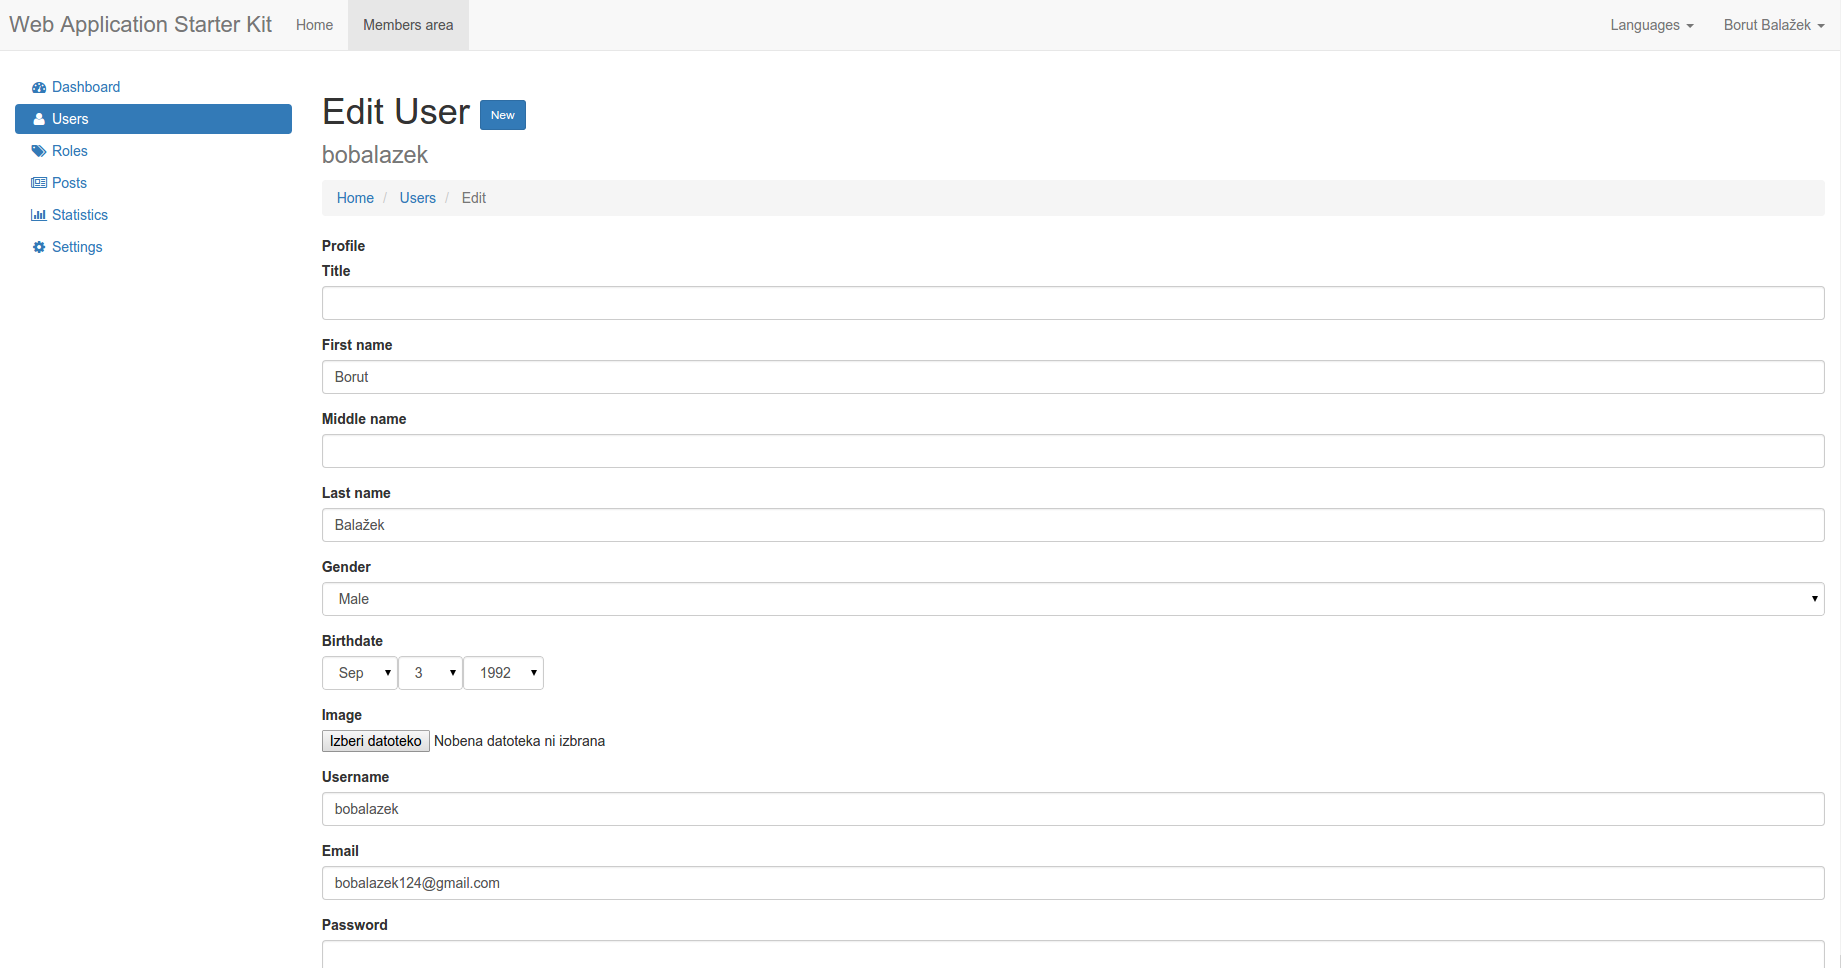 Web Application Starter Kit Home Members area Languages Borut Balažek
Dashboard
Users
Roles
Posts
Statistics
Settings
Edit User New
bobalazek
Home / Users / Edit
Profile
Title
First name
Borut
Middle name
Last name
Balažek
Gender
Male
Birthdate
Sep 3 1992
Image
Izberi datoteko Nobena datoteka ni izbrana
Username
bobalazek
Email
bobalazek124@gmail.com
Password